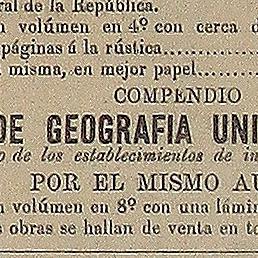 ral de la República.
n volúmen en 4º con cerca d
páginas á la rústica
misma, en mejor papel
COMPENDIO
DE GEOGRAFIA UNI
o de los establecimientos de in
POR EL MISMO AU
n volúmen en 8º con una lámin
s obras se hallan de venta en to